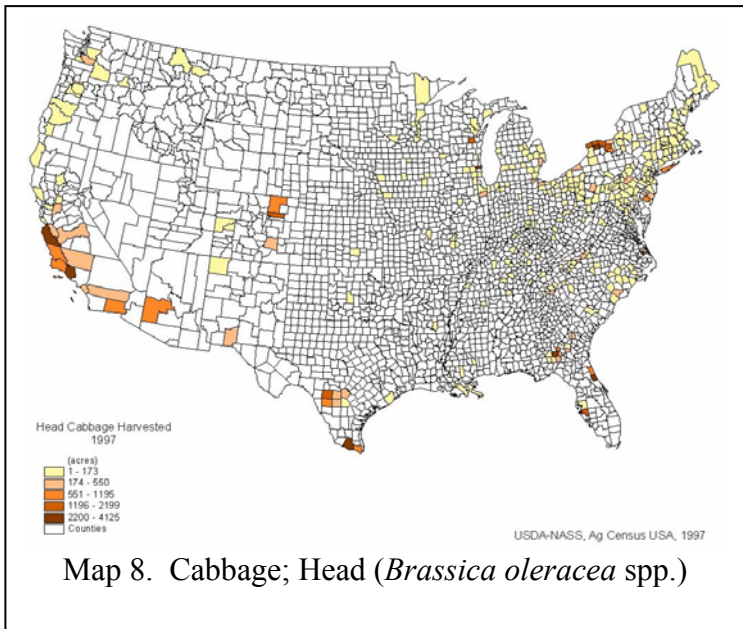 Head Cabbage Harvested
1997
(acres)
1 - 173
174 - 550
551 - 1195
1196 - 2199
2200 - 4125
Counties
USDA-NASS, Ag Census USA, 1997
Map 8. Cabbage; Head (Brassica oleracea spp.)